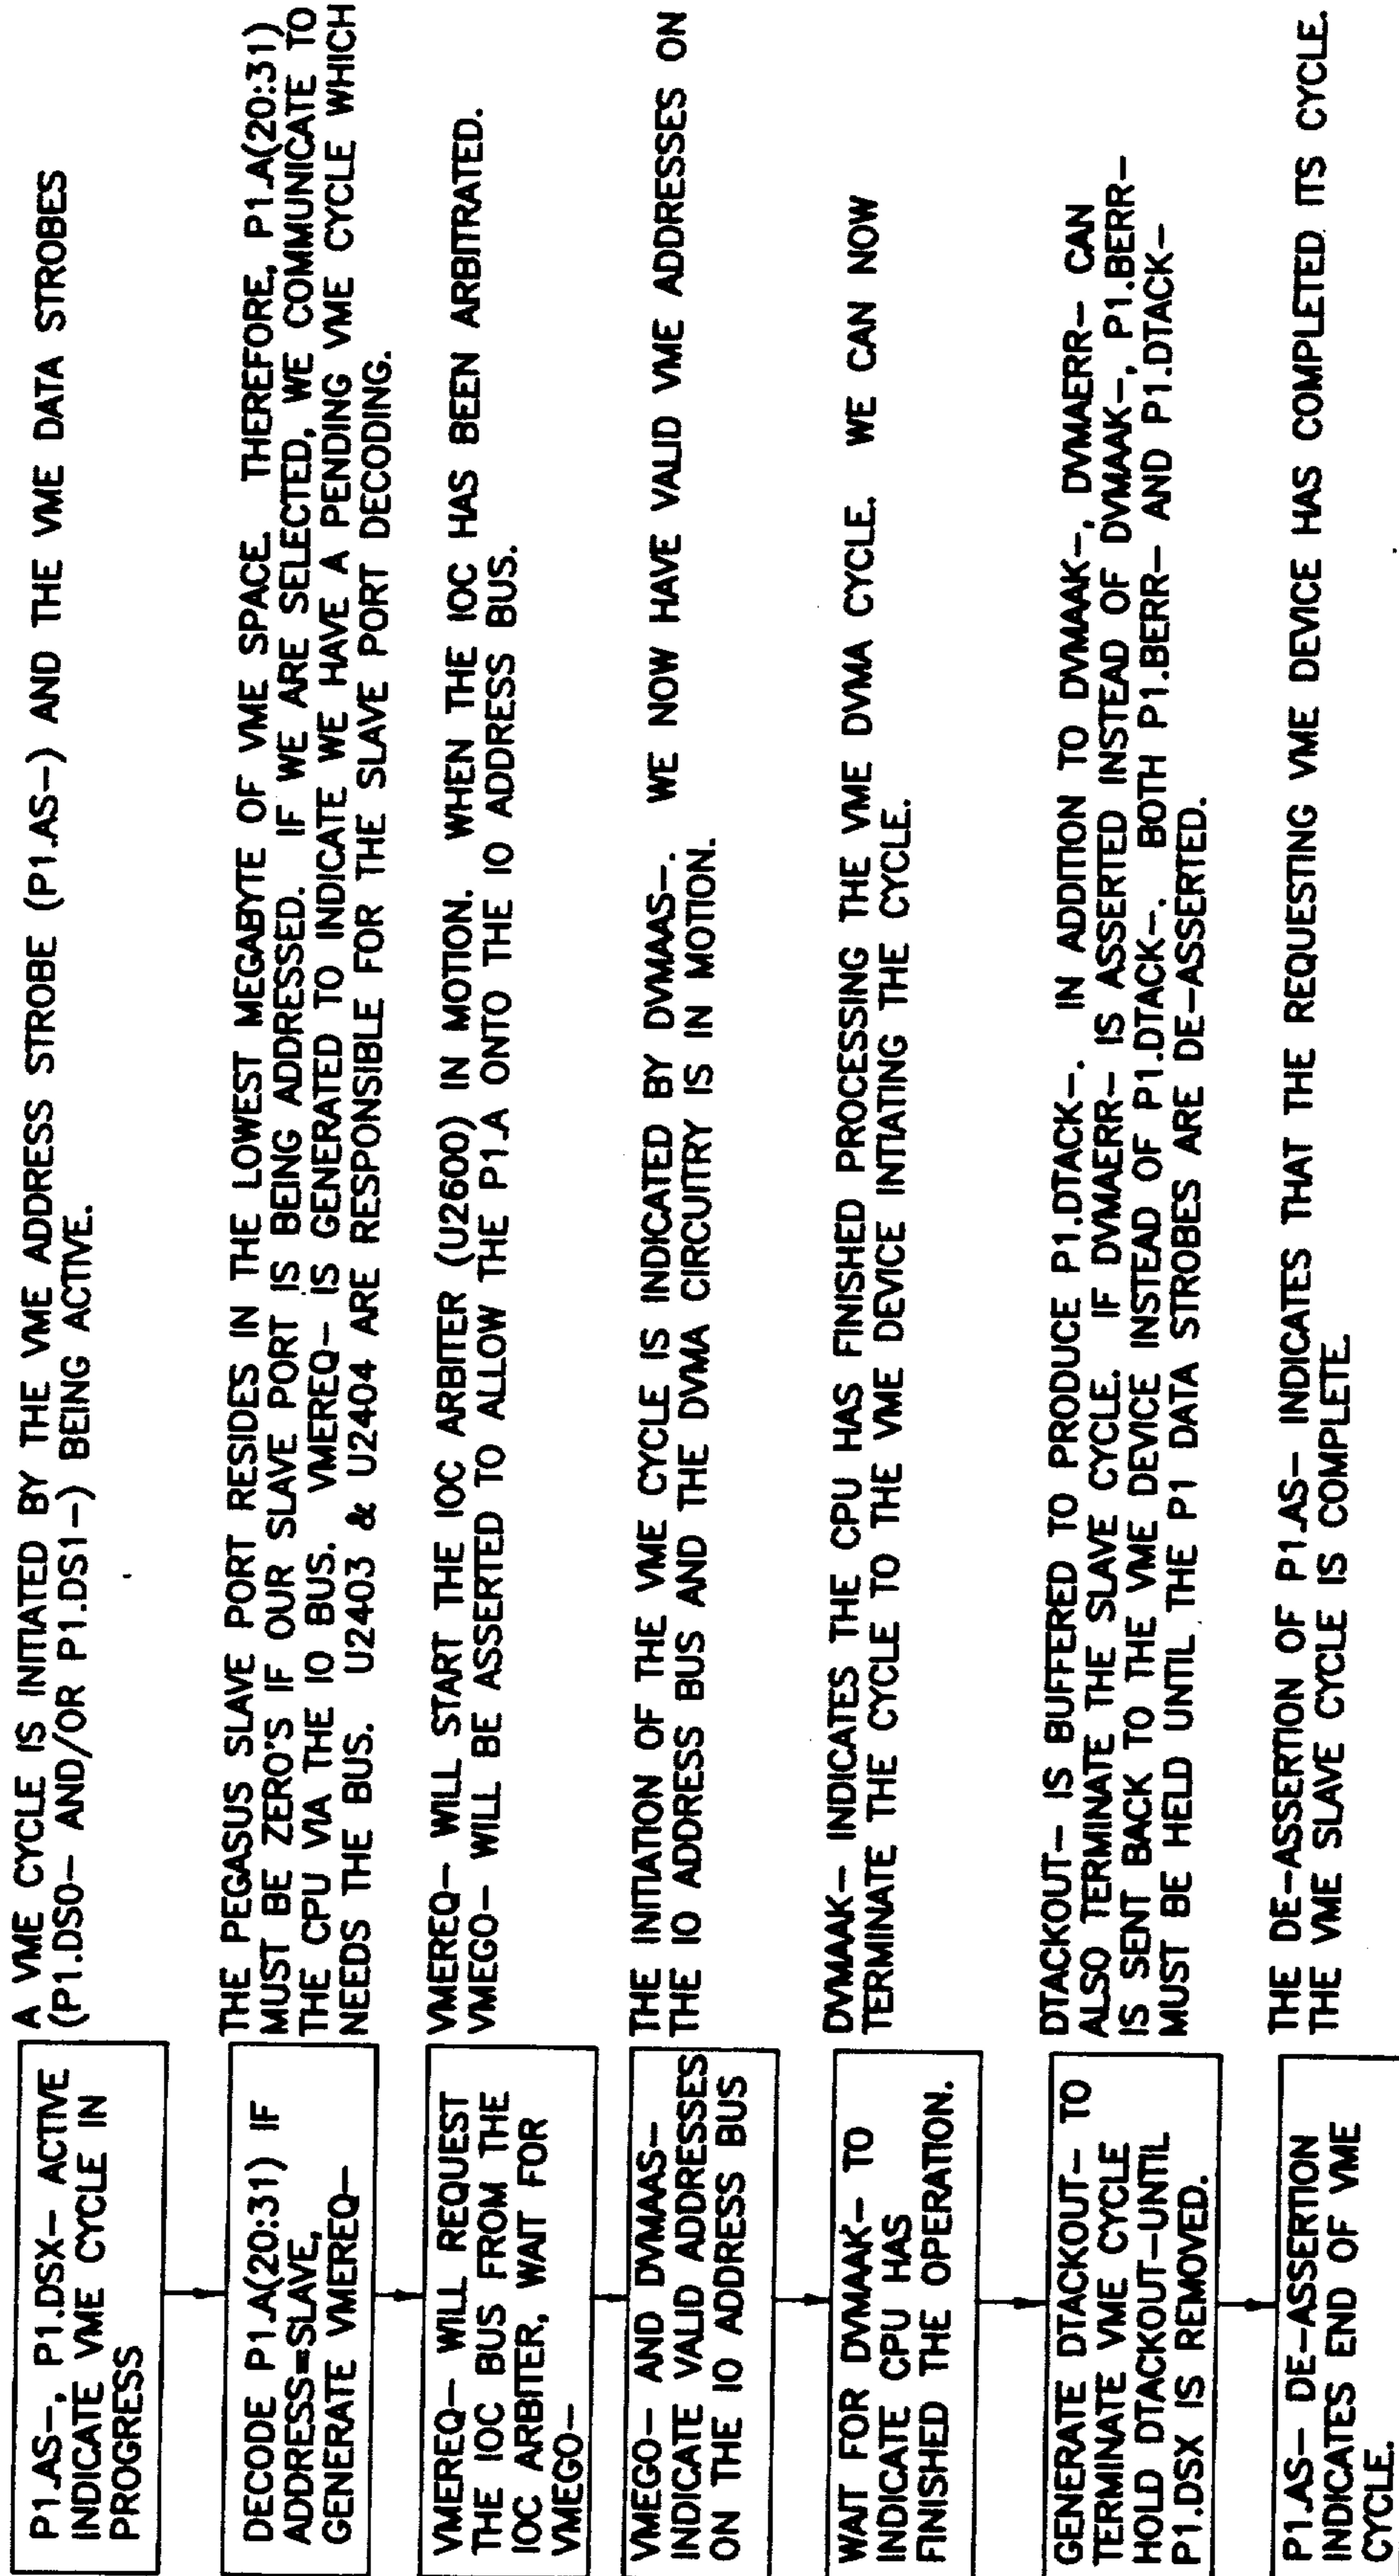 P1.AS-, P1.DSX- ACTIVE
INDICATE VME CYCLE IN
PROGRESS
A VME CYCLE IS INITIATED BY THE VME ADDRESS STROBE (P1.AS-) AND THE VME DATA STROBES
(P1.DS0- AND/OR P1.DS1-) BEING ACTIVE.
DECODE P1.A(20:31) IF
ADDRESS=SLAVE,
GENERATE VMEREQ-
THE PEGASUS SLAVE PORT RESIDES IN THE LOWEST MEGABYTE OF VME SPACE. THEREFORE, P1.A(20:31)
MUST BE ZERO'S IF OUR SLAVE PORT IS BEING ADDRESSED. IF WE ARE SELECTED, WE COMMUNICATE TO
THE CPU VIA THE IO BUS. VMEREQ- IS GENERATED TO INDICATE WE HAVE A PENDING VME CYCLE WHICH
NEEDS THE BUS. U2403 & U2404 ARE RESPONSIBLE FOR THE SLAVE PORT DECODING.
VMEREQ- WILL REQUEST
THE IOC BUS FROM THE
IOC ARBITER, WAIT FOR
VMEGO-
VMEREQ- WILL START THE IOC ARBITER (U2600) IN MOTION. WHEN THE IOC HAS BEEN ARBITRATED.
VMEGO- WILL BE ASSERTED TO ALLOW THE P1.A ONTO THE IO ADDRESS BUS.
VMEGO- AND DVMAAS-
INDICATE VALID ADDRESSES
ON THE IO ADDRESS BUS
THE INITIATION OF THE VME CYCLE IS INDICATED BY DVMAAS-. WE NOW HAVE VALID VME ADDRESSES ON
THE IO ADDRESS BUS AND THE DVMA CIRCUITRY IS IN MOTION.
WAIT FOR DVMAAK- TO
INDICATE CPU HAS
FINISHED THE OPERATION.
DVMAAK- INDICATES THE CPU HAS FINISHED PROCESSING THE VME DVMA CYCLE. WE CAN NOW
TERMINATE THE CYCLE TO THE VME DEVICE INTIATING THE CYCLE.
GENERATE DTACKOUT- TO
TERMINATE VME CYCLE
HOLD DTACKOUT-UNTIL
P1.DSX IS REMOVED.
DTACKOUT- IS BUFFERED TO PRODUCE P1.DTACK-. IN ADDITION TO DVMAAK-, DVMAERR- CAN
ALSO TERMINATE THE SLAVE CYCLE. IF DVMAERR- IS ASSERTED INSTEAD OF DVMAAK-, P1.BERR-
IS SENT BACK TO THE VME DEVICE INSTEAD OF P1.DTACK-. BOTH P1.BERR- AND P1.DTACK-
MUST BE HELD UNTIL THE P1 DATA STROBES ARE DE-ASSERTED.
P1.AS- DE-ASSERTION
INDICATES END OF VME
CYCLE.
THE DE-ASSERTION OF P1.AS- INDICATES THAT THE REQUESTING VME DEVICE HAS COMPLETED ITS CYCLE.
THE VME SLAVE CYCLE IS COMPLETE.